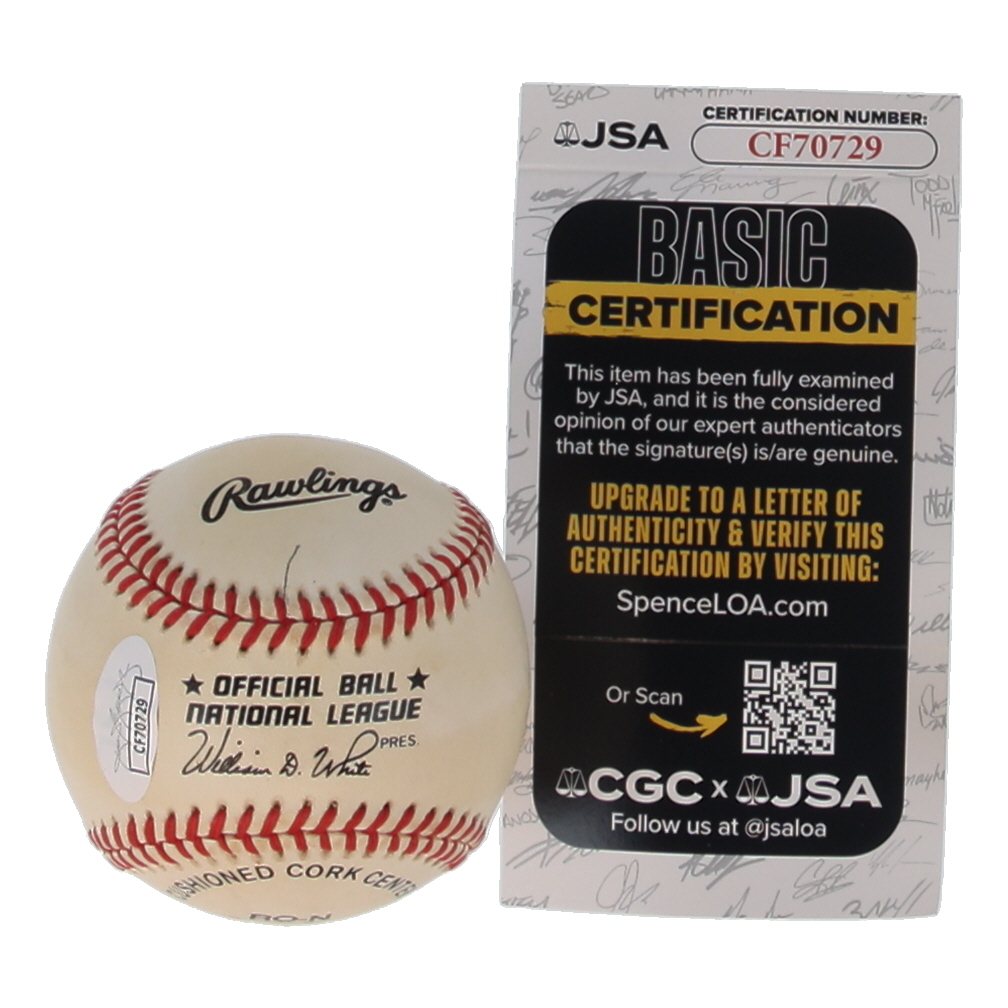 Rawlings
★ OFFICIAL BALL ★
NATIONAL LEAGUE
William D. White PRES.
CUSHIONED CORK CENTE
RO-N
CF70729
JSA
CERTIFICATION NUMBER:
CF70729
BASIC
CERTIFICATION
This item has been fully examined
by JSA, and it is the considered
opinion of our expert authenticators
that the signature(s) is/are genuine.
UPGRADE TO A LETTER OF
AUTHENTICITY & VERIFY THIS
CERTIFICATION BY VISITING:
SpenceLOA.com
Or Scan
CGC x JSA
Follow us at @jsaloa